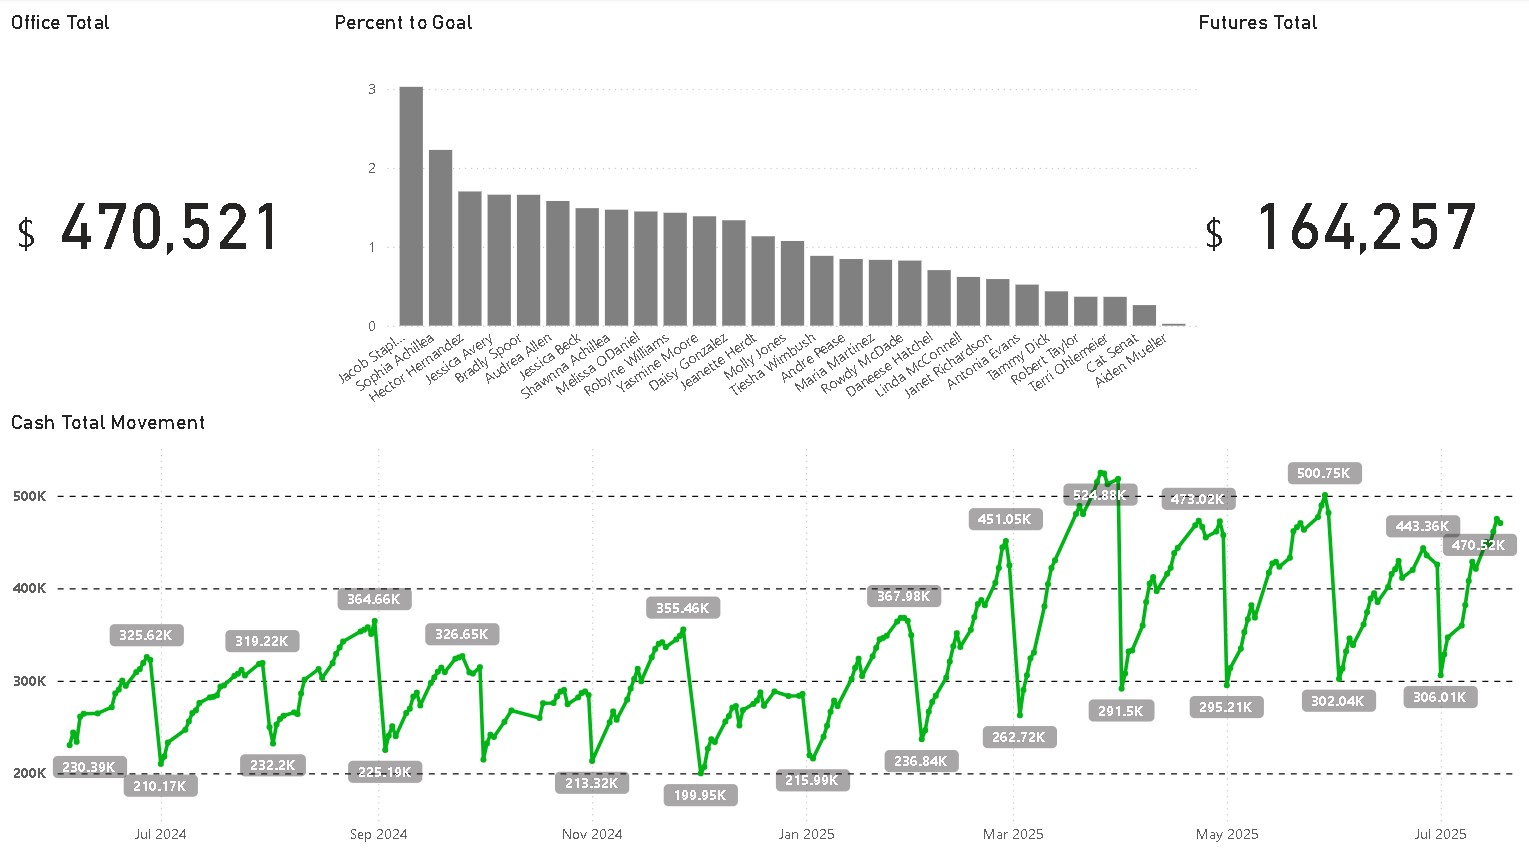 Office Total
Percent to Goal
Futures Total
$ 470,521
3
2
1
0
Jacob Stapl...
Sophia Achillea
Hector Hernandez
Jessica Avery
Bradly Spoor
Audrea Allen
Jessica Beck
Shawnna Achillea
Melissa ODaniel
Robyne Williams
Yasmine Moore
Daisy Gonzalez
Jeanette Herdt
Molly Jones
Tiesha Wimbush
Andre Pease
Maria Martinez
Rowdy McDade
Daneese Hatchel
Linda McConnell
Janet Richardson
Antonia Evans
Tammy Dick
Robert Taylor
Terri Ohlemeier
Cat Senat
Aiden Mueller
$ 164,257
Cash Total Movement
500K
400K
300K
200K
230.39K
325.62K
210.17K
319.22K
232.2K
364.66K
225.19K
326.65K
213.32K
355.46K
199.95K
215.99K
367.98K
236.84K
451.05K
262.72K
524.88K
291.5K
473.02K
295.21K
500.75K
302.04K
443.36K
306.01K
470.52K
Jul 2024
Sep 2024
Nov 2024
Jan 2025
Mar 2025
May 2025
Jul 2025